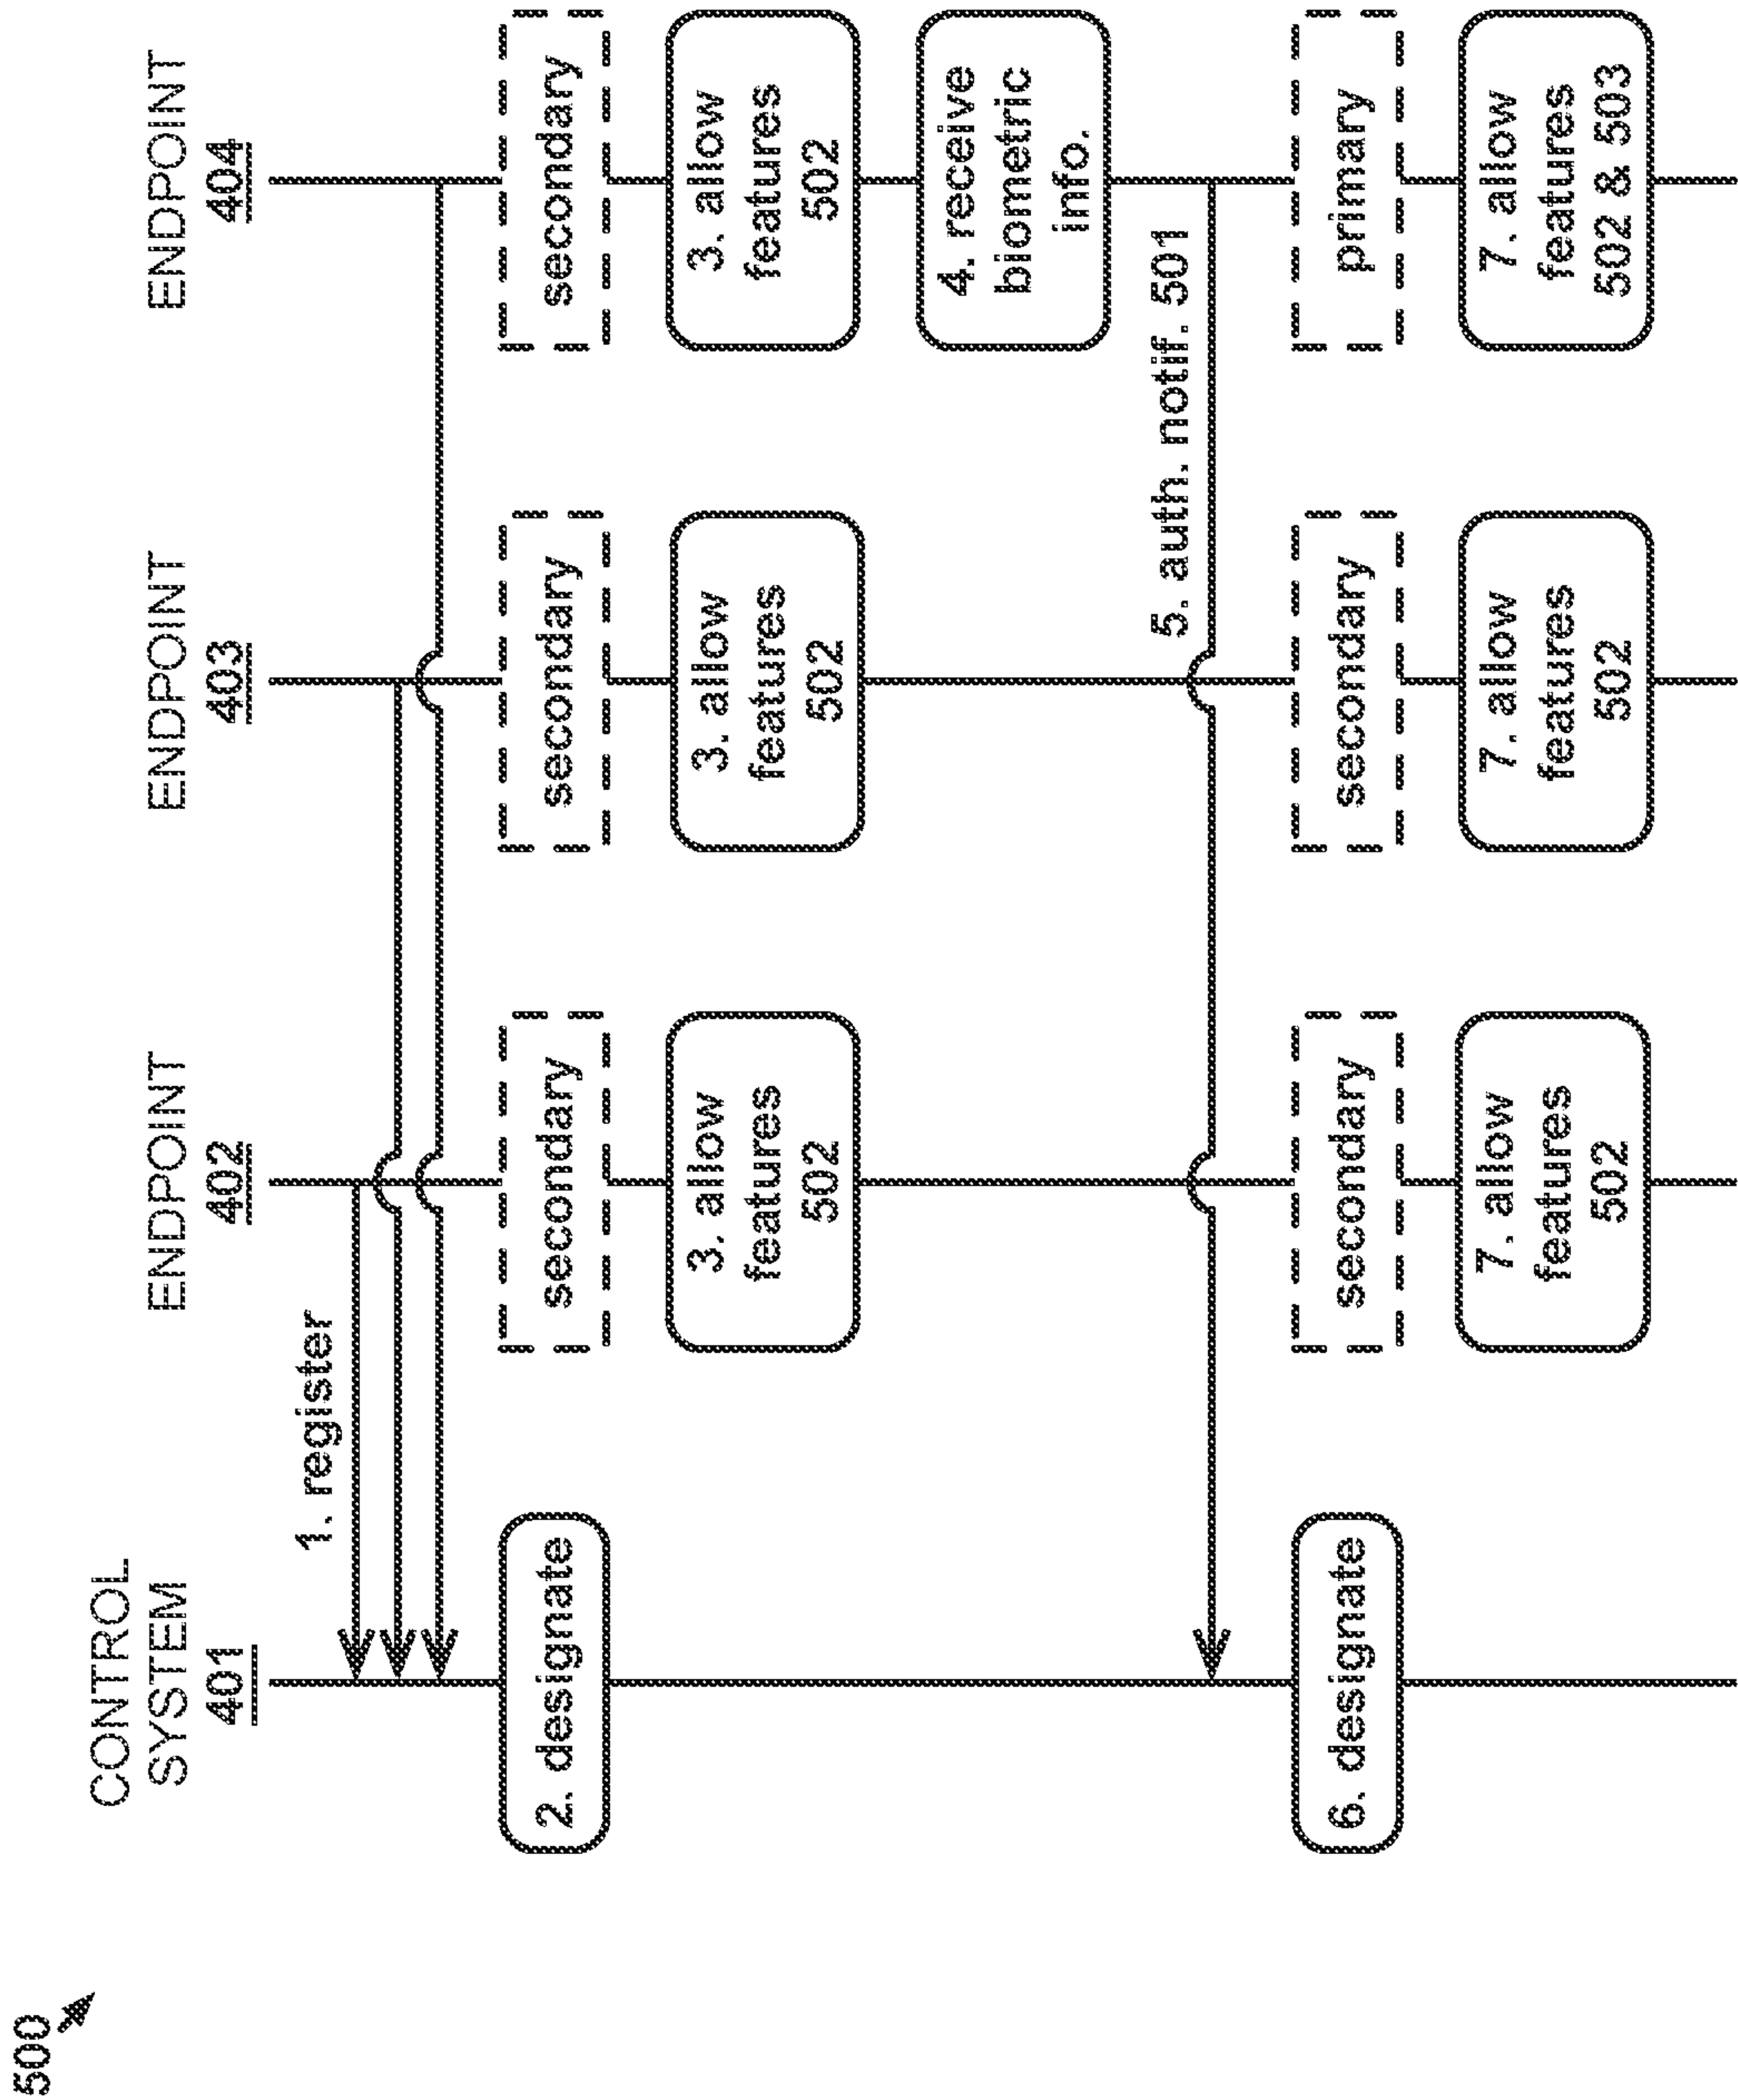 500
CONTROL
SYSTEM
401
ENDPOINT
402
ENDPOINT
403
ENDPOINT
404
1. register
2. designate
secondary
secondary
secondary
3. allow
features
502
3. allow
features
502
3. allow
features
502
4. receive
biometric
info.
5. auth. notif. 501
6. designate
secondary
secondary
primary
7. allow
features
502
7. allow
features
502
7. allow
features
502 & 503